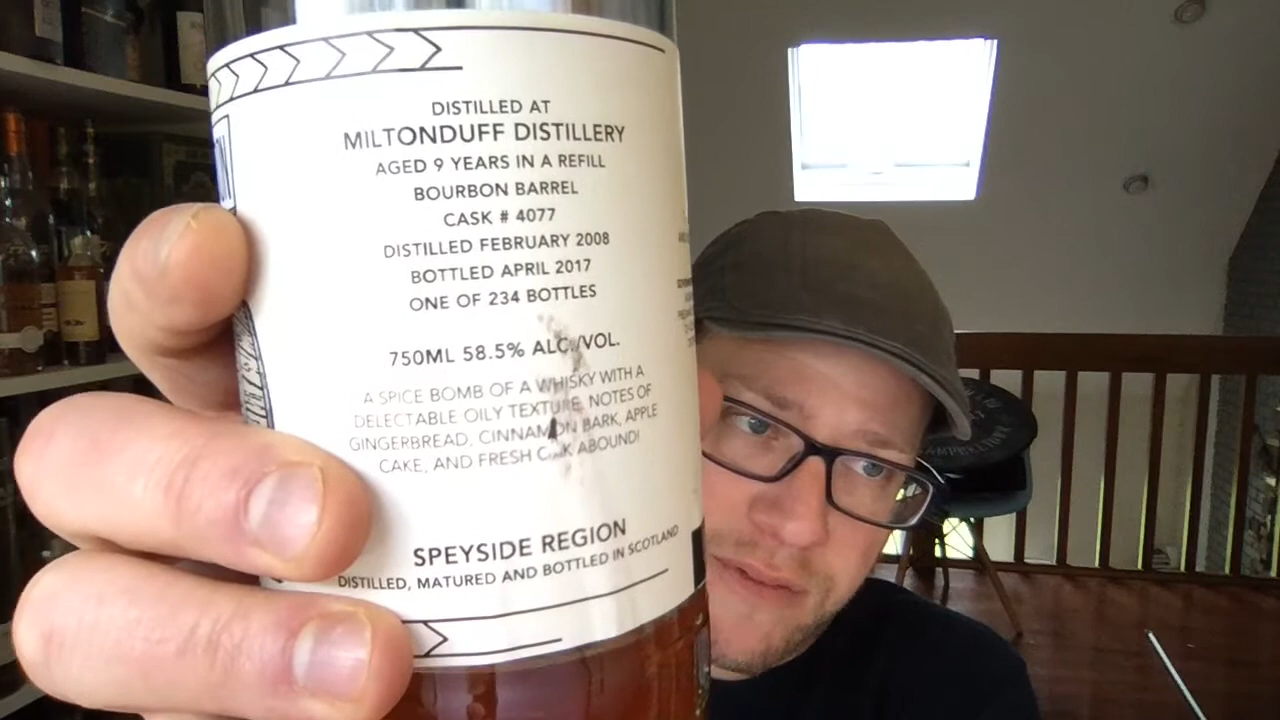 DISTILLED AT
MILTONDUFF DISTILLERY
AGED 9 YEARS IN A REFILL
BOURBON BARREL
CASK # 4077
DISTILLED FEBRUARY 2008
BOTTLED APRIL 2017
ONE OF 234 BOTTLES
750ML 58.5% ALC./VOL.
A SPICE BOMB OF A WHISKY WITH A
DELECTABLE OILY TEXTURE. NOTES OF
GINGERBREAD, CINNAMON BARK, APPLE
CAKE, AND FRESH OAK ABOUND!
SPEYSIDE REGION
DISTILLED, MATURED AND BOTTLED IN SCOTLAND